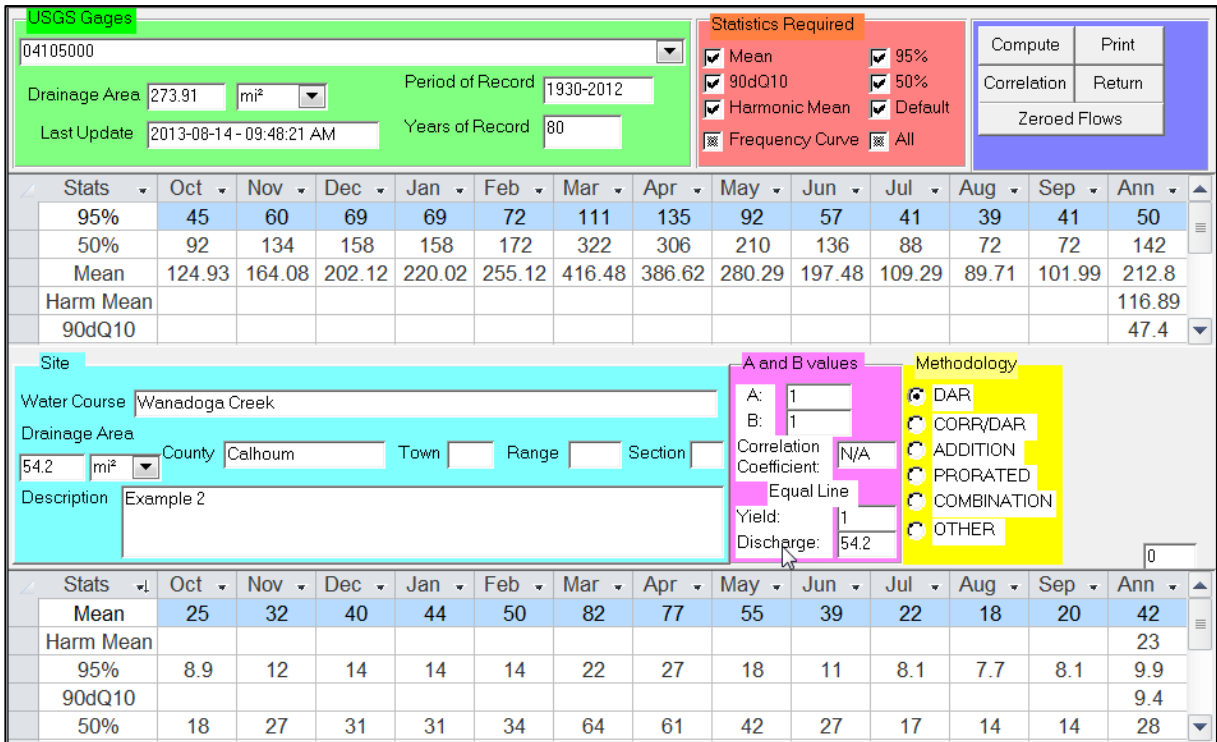 USGS Gages
04105000
Drainage Area 273.91 mi² Period of Record 1930-2012
Last Update 2013-08-14 - 09:48:21 AM Years of Record 80
Statistics Required
Mean 95%
90dQ10 50%
Harmonic Mean Default
Frequency Curve All
Compute Print
Correlation Return
Zeroed Flows
Stats Oct Nov Dec Jan Feb Mar Apr May Jun Jul Aug Sep Ann
95% 45 60 69 69 72 111 135 92 57 41 39 41 50
50% 92 134 158 158 172 322 306 210 136 88 72 72 142
Mean 124.93 164.08 202.12 220.02 255.12 416.48 386.62 280.29 197.48 109.29 89.71 101.99 212.8
Harm Mean 116.89
90dQ10 47.4
Site
Water Course Wanadoga Creek
Drainage Area
54.2 mi² County Calhoum Town Range Section
Description Example 2
A and B values
A: 1
B: 1
Correlation Coefficient: N/A
Equal Line
Yield: 1
Discharge: 54.2
Methodology
DAR
CORR/DAR
ADDITION
PRORATED
COMBINATION
OTHER
0
Stats Oct Nov Dec Jan Feb Mar Apr May Jun Jul Aug Sep Ann
Mean 25 32 40 44 50 82 77 55 39 22 18 20 42
Harm Mean 23
95% 8.9 12 14 14 14 22 27 18 11 8.1 7.7 8.1 9.9
90dQ10 9.4
50% 18 27 31 31 34 64 61 42 27 17 14 14 28